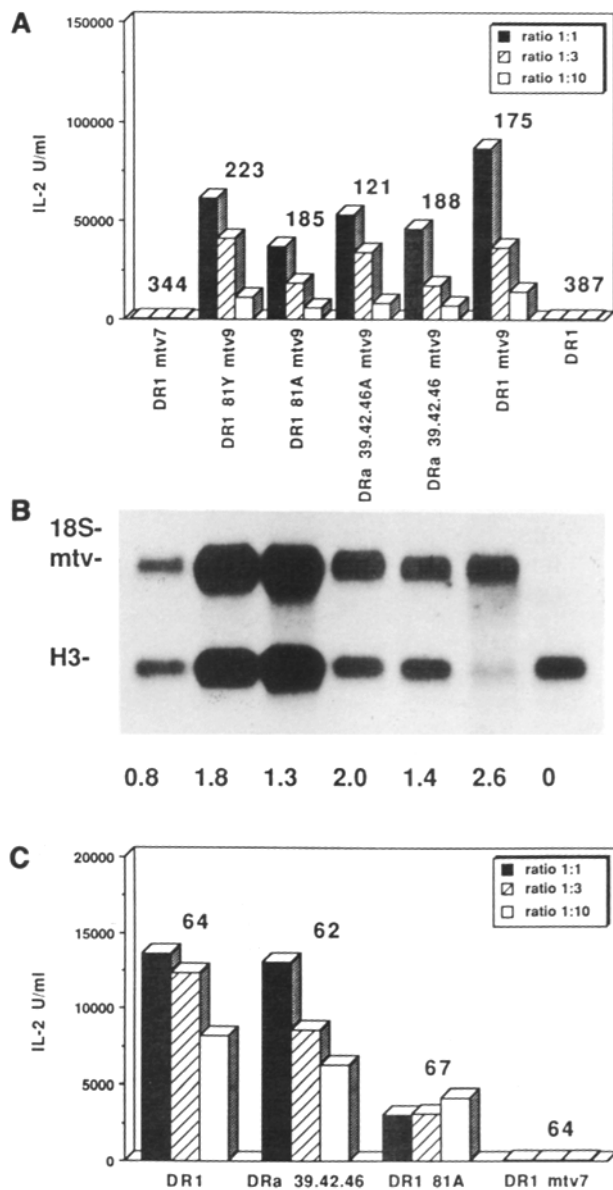 A
150000
100000
50000
0
IL-2 U/ml
ratio 1:1
ratio 1:3
ratio 1:10
344
223
185
121
188
175
387
DR1 mtv7
DR1 81Y mtv9
DR1 81A mtv9
DRa 39.42.46A mtv9
DRa 39.42.46 mtv9
DR1 mtv9
DR1
B
18S-
mtv-
H3-
0.8 1.8 1.3 2.0 1.4 2.6 0
C
20000
15000
10000
5000
0
IL-2 U/ml
ratio 1:1
ratio 1:3
ratio 1:10
64
62
67
64
DR1 DRa 39.42.46 DR1 81A DR1 mtv7